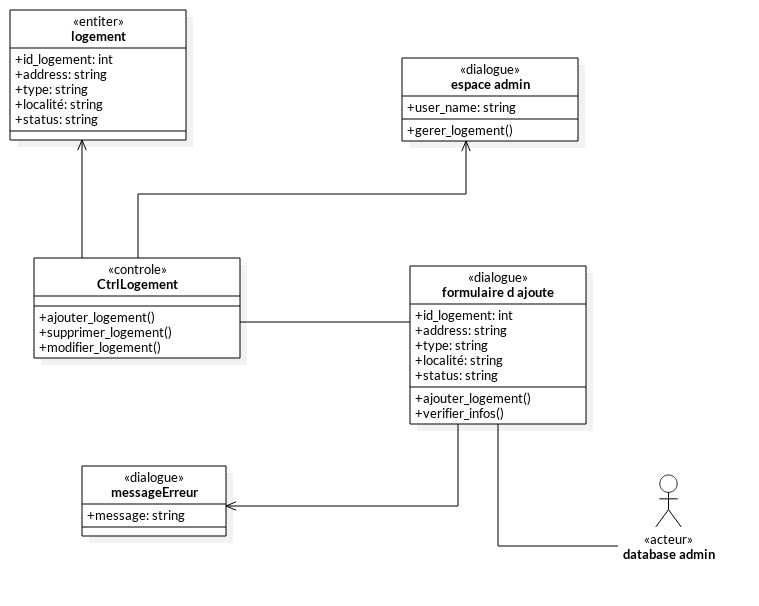 «entiter»
logement
+id_logement: int
+address: string
+type: string
+localité: string
+status: string
«dialogue»
espace admin
+user_name: string
+gerer_logement()
«controle»
CtrlLogement
+ajouter_logement()
+supprimer_logement()
+modifier_logement()
«dialogue»
formulaire d ajoute
+id_logement: int
+address: string
+type: string
+localité: string
+status: string
+ajouter_logement()
+verifier_infos()
«dialogue»
messageErreur
+message: string
«acteur»
database admin